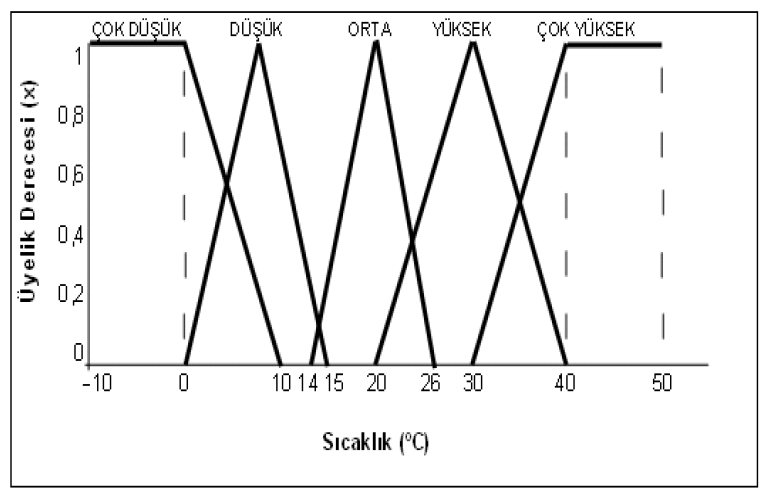 ÇOK DÜŞÜK DÜŞÜK ORTA YÜKSEK ÇOK YÜKSEK
Üyelik Derecesi (x)
1
0,8
0,6
0,4
0,2
0
-10 0 10 14 15 20 26 30 40 50
Sıcaklık (ºC)